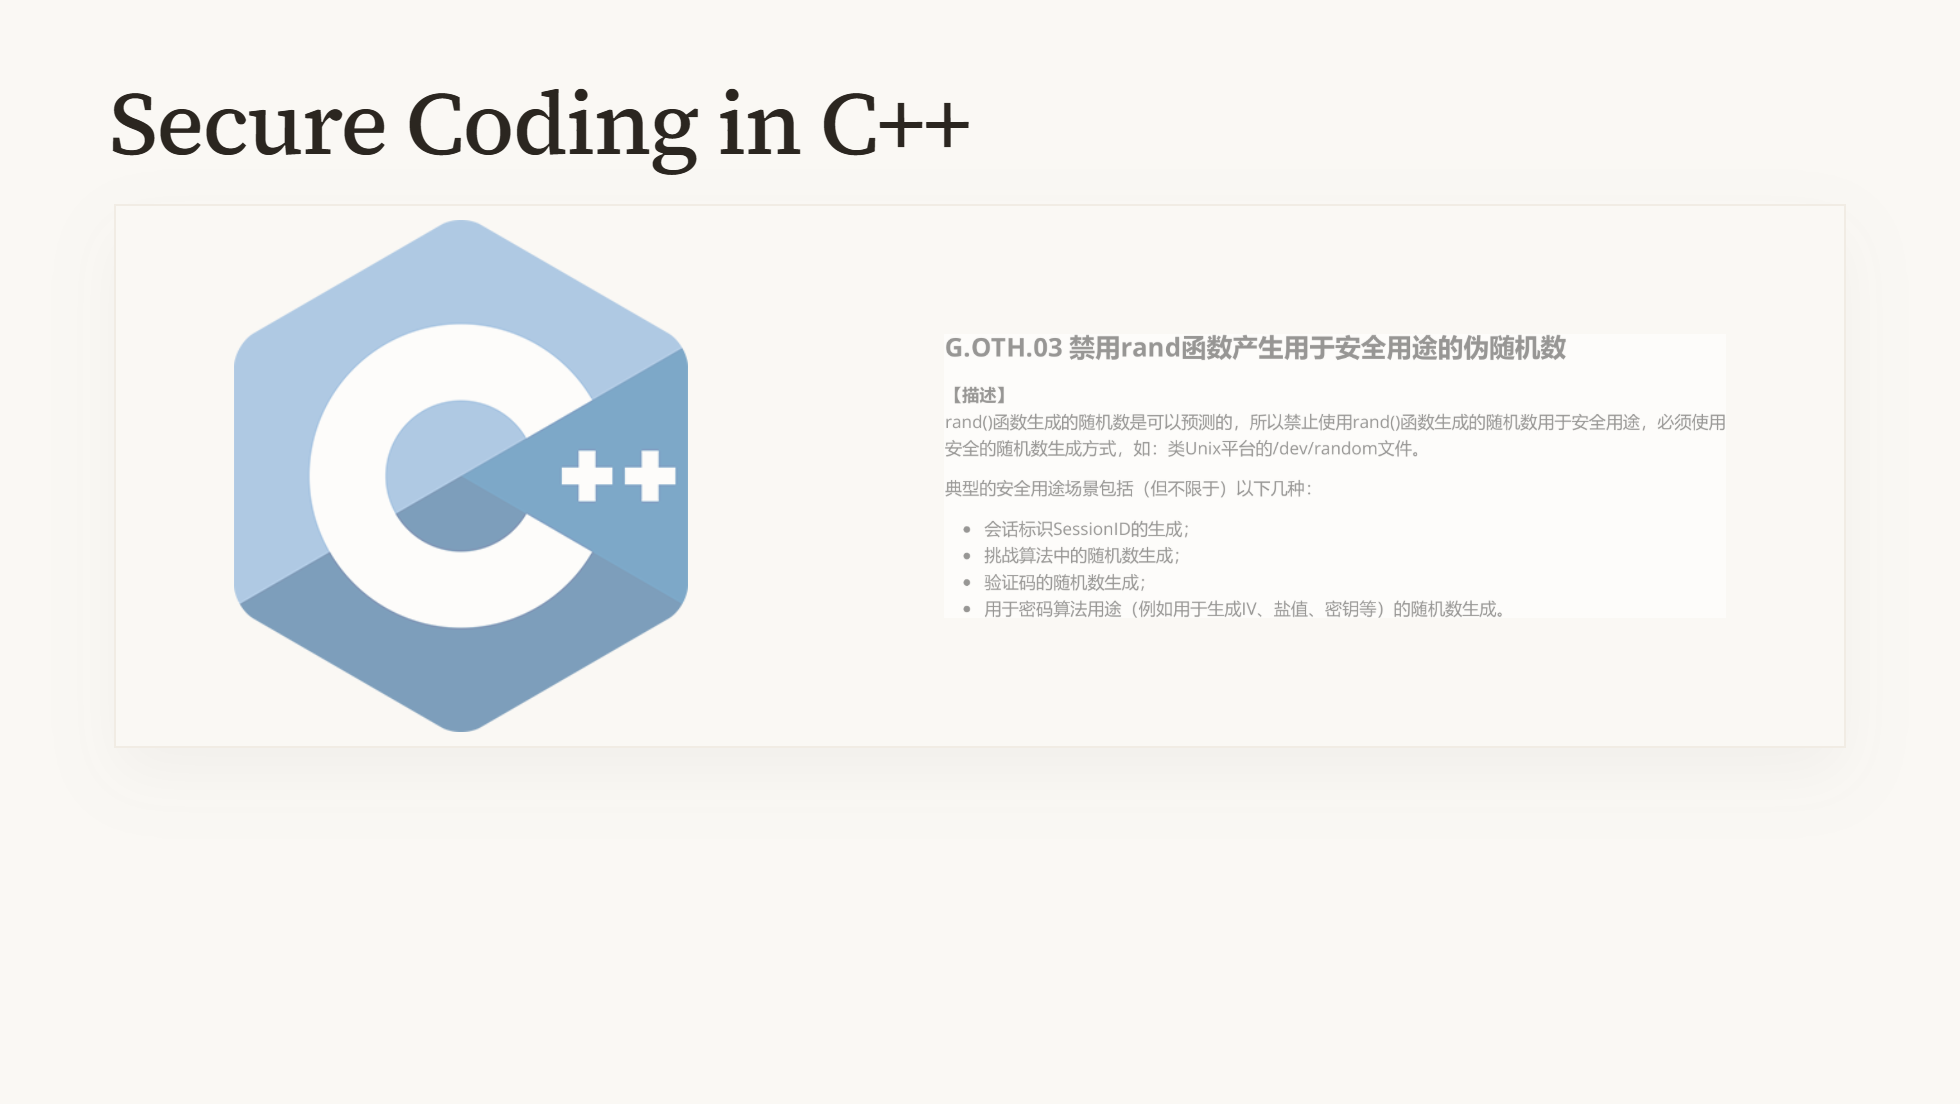 Secure Coding in C++
C++
G.OTH.03 禁用rand函数产生用于安全用途的伪随机数
【描述】
rand()函数生成的随机数是可以预测的，所以禁止使用rand()函数生成的随机数用于安全用途，必须使用
安全的随机数生成方式，如：类Unix平台的/dev/random文件。
典型的安全用途场景包括（但不限于）以下几种：
• 会话标识SessionID的生成；
• 挑战算法中的随机数生成；
• 验证码的随机数生成；
• 用于密码算法用途（例如用于生成IV、盐值、密钥等）的随机数生成。